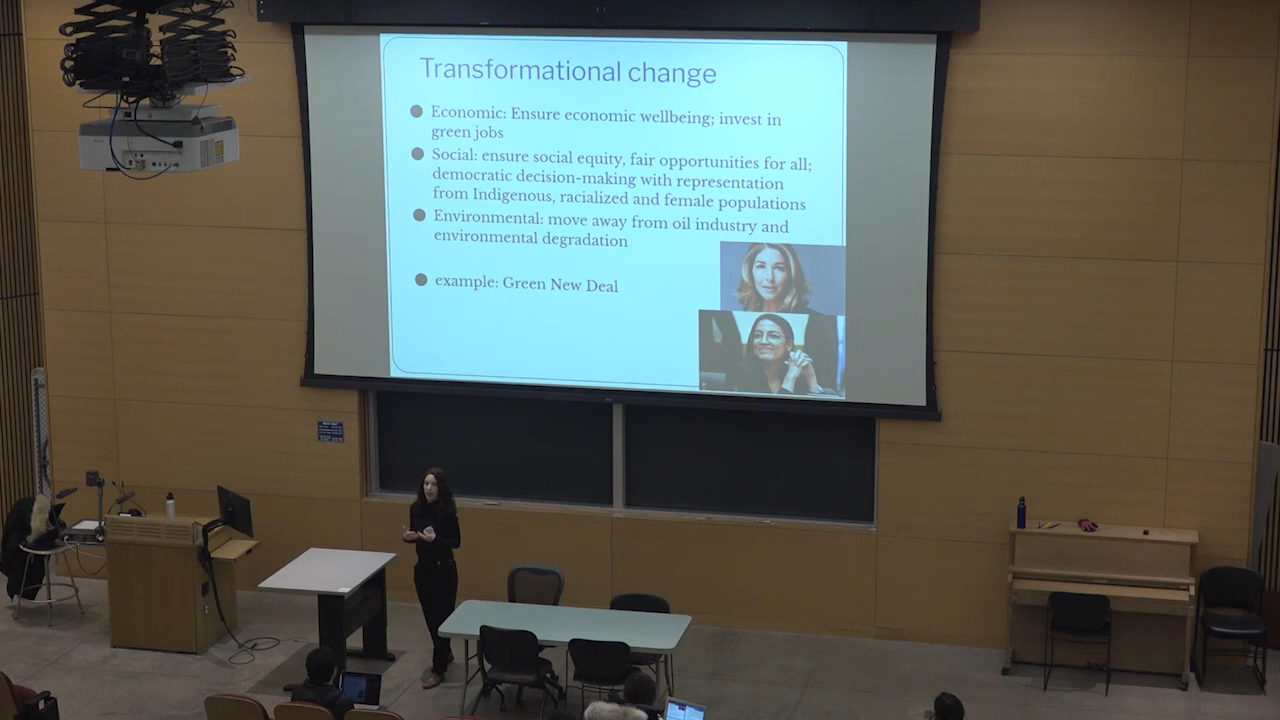 Transformational change
Economic: Ensure economic wellbeing; invest in
green jobs
Social: ensure social equity, fair opportunities for all;
democratic decision-making with representation
from Indigenous, racialized and female populations
Environmental: move away from oil industry and
environmental degradation
example: Green New Deal